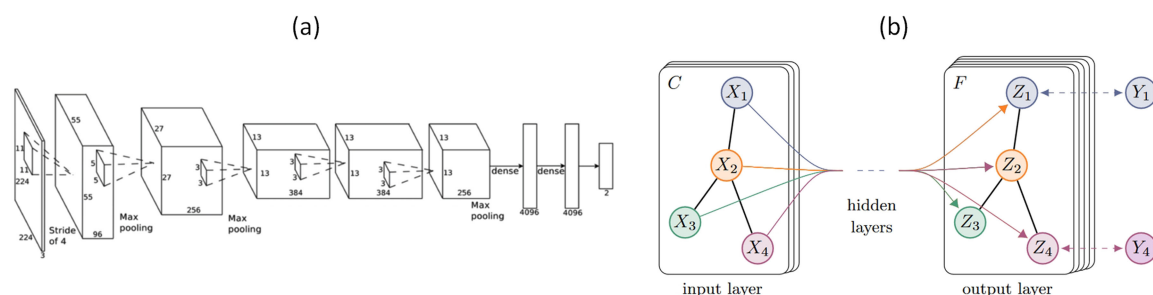 (a)
(b)
55
27
13
13
13
11
11
224
5
5
55
3
3
27
3
3
13
3
3
13
13
384
384
256
256
96
224
3
Stride
of 4
Max
pooling
Max
pooling
Max
pooling
dense
dense
4096
4096
2
C
X1
X2
X3
X4
input layer
hidden
layers
F
Z1
Z2
Z3
Z4
output layer
Y1
Y4